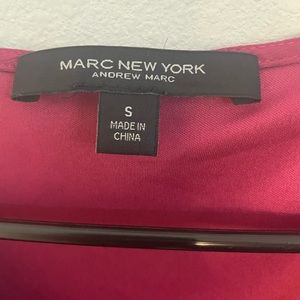 MARC NEW YORK
ANDREW MARC
S
MADE IN
CHINA